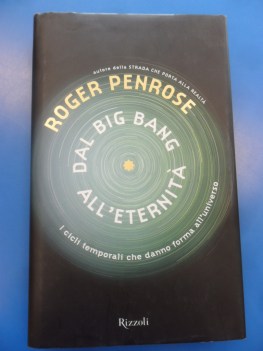 autore della STRADA CHE PORTA ALLA REALTÀ
ROGER PENROSE
DAL BIG BANG
ALL'ETERNITÀ
i cicli temporali che danno forma all'universo
Rizzoli